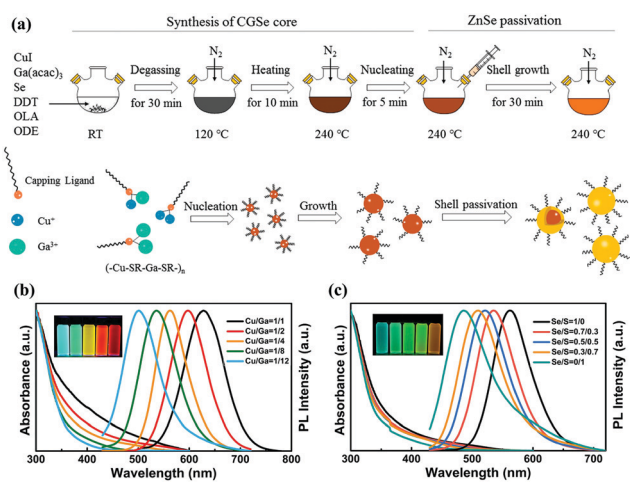 (a)
Synthesis of CGSe core
ZnSe passivation
CuI
Ga(acac)₃
Se
DDT
OLA
ODE
RT
Degassing
for 30 min
N₂
120 ℃
Heating
for 10 min
N₂
240 ℃
Nucleating
for 5 min
N₂
240 ℃
Shell growth
for 30 min
N₂
240 ℃
Capping Ligand
Cu⁺
Ga³⁺
(-Cu-SR-Ga-SR-)n
Nucleation
Growth
Shell passivation
(b)
Absorbance (a.u.)
Cu/Ga=1/1
Cu/Ga=1/2
Cu/Ga=1/4
Cu/Ga=1/8
Cu/Ga=1/12
PL Intensity (a.u.)
300 400 500 600 700 800
Wavelength (nm)
(c)
Absorbance (a.u.)
Se/S=1/0
Se/S=0.7/0.3
Se/S=0.5/0.5
Se/S=0.3/0.7
Se/S=0/1
PL Intensity (a.u.)
300 400 500 600 700
Wavelength (nm)